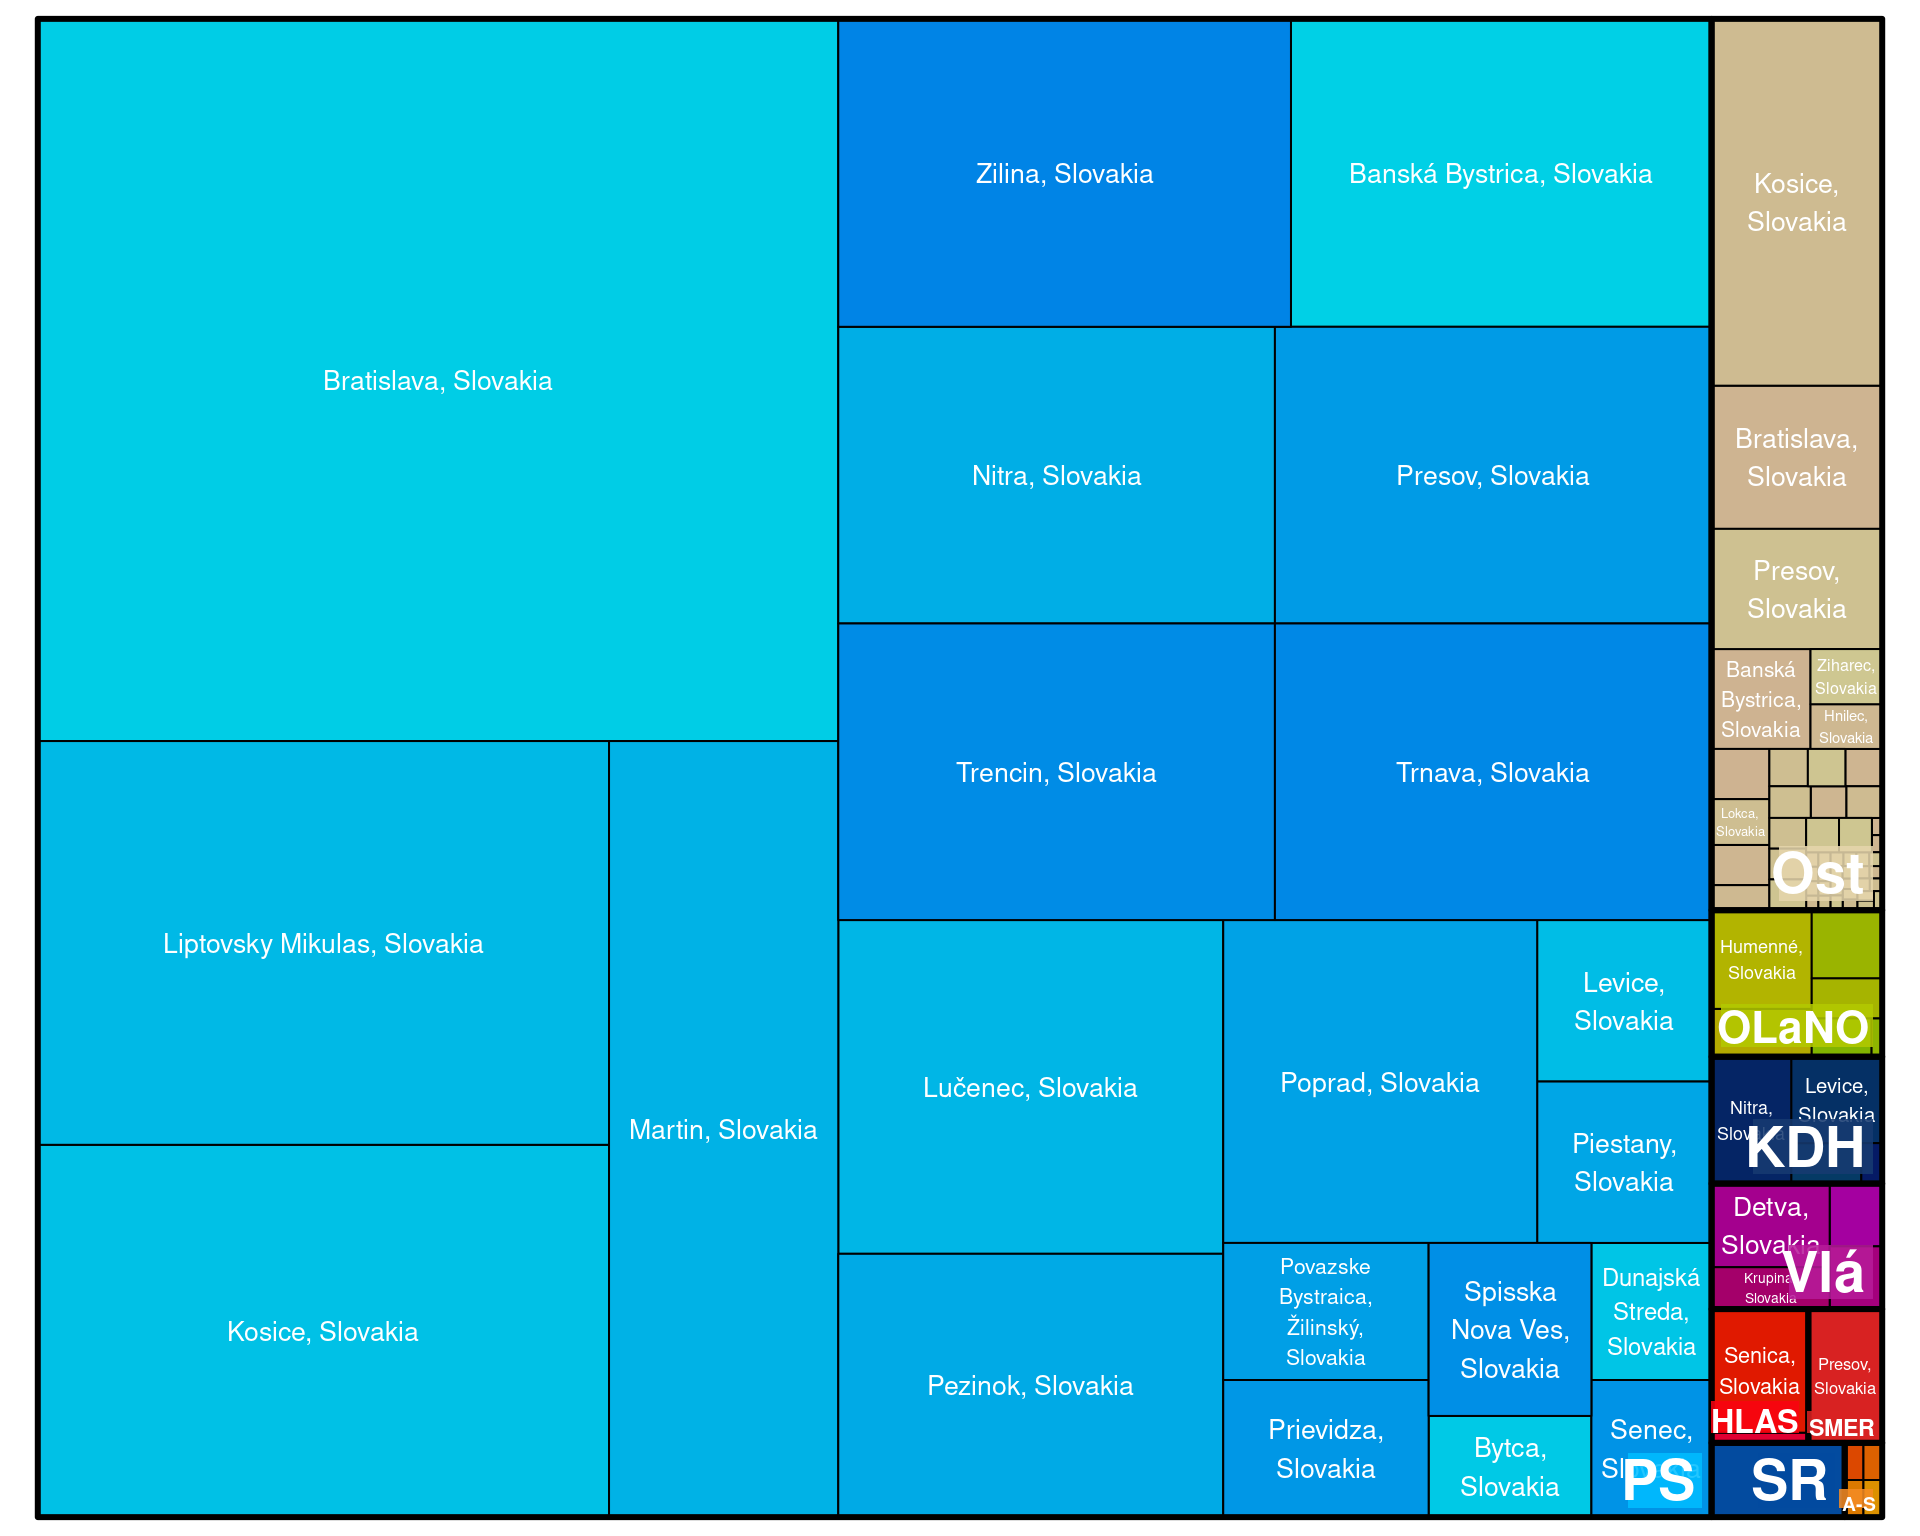 Bratislava, Slovakia
Liptovsky Mikulas, Slovakia
Kosice, Slovakia
Martin, Slovakia
Zilina, Slovakia
Banská Bystrica, Slovakia
Nitra, Slovakia
Presov, Slovakia
Trencin, Slovakia
Trnava, Slovakia
Lučenec, Slovakia
Pezinok, Slovakia
Poprad, Slovakia
Levice,
Slovakia
Piestany,
Slovakia
Povazske
Bystraica,
Žilinský,
Slovakia
Prievidza,
Slovakia
Spisska
Nova Ves,
Slovakia
Bytca,
Slovakia
Dunajská
Streda,
Slovakia
Senec,
Slovakia
PS
Kosice,
Slovakia
Bratislava,
Slovakia
Presov,
Slovakia
Banská
Bystrica,
Slovakia
Ziharec,
Slovakia
Hnilec,
Slovakia
Lokca,
Slovakia
Ost
Humenné,
Slovakia
OLaNO
Nitra,
Slovakia
Levice,
Slovakia
KDH
Detva,
Slovakia
Krupina,
Slovakia
Vlá
Senica,
Slovakia
HLAS
Presov,
Slovakia
SMER
SR
A-S